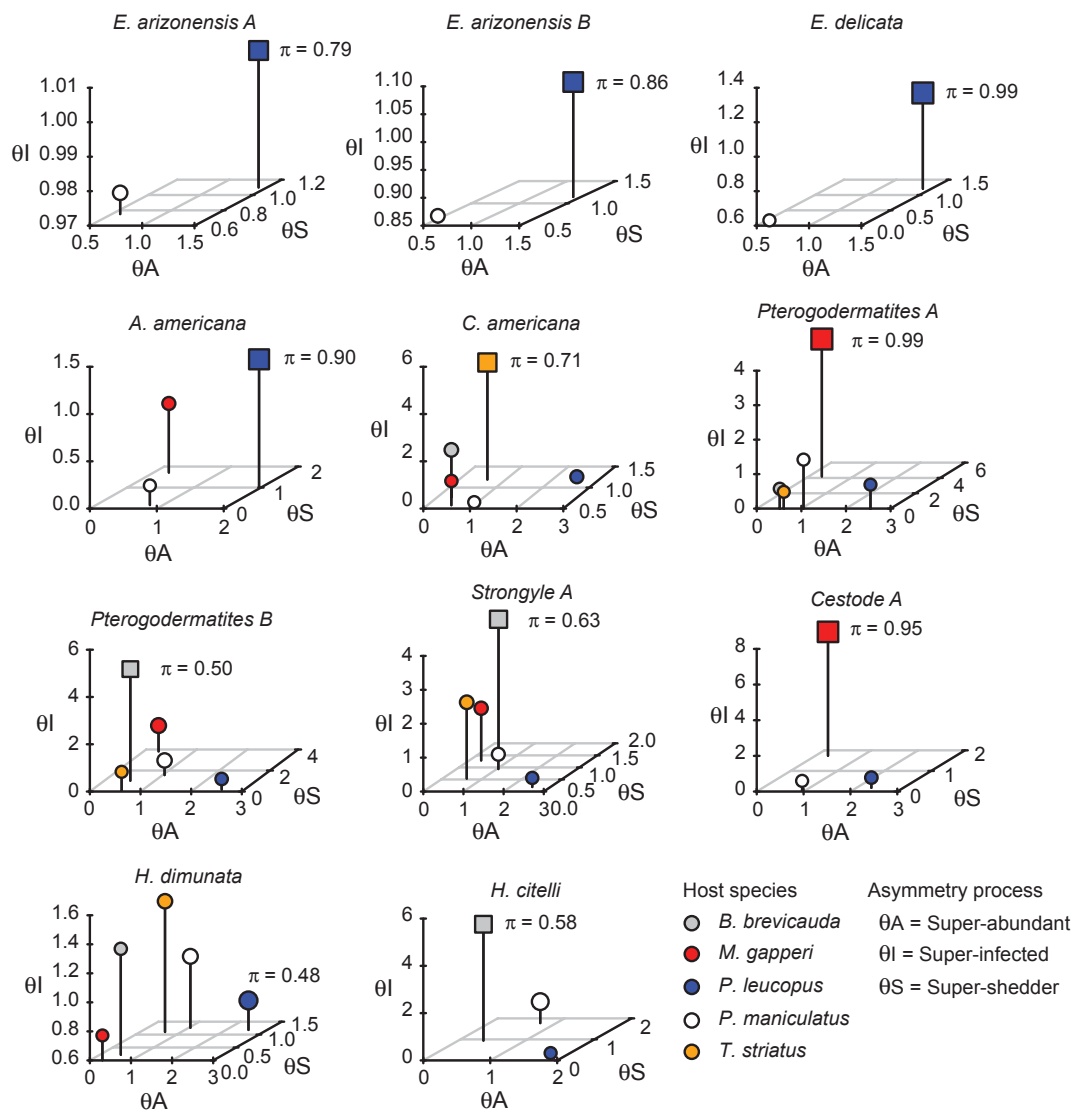 E. arizonensis A
π = 0.79
1.01
1.00
0.99
0.98
0.97
θI
0.5
1.0
1.5
θA
0.6
0.8
1.0
1.2
θS
E. arizonensis B
π = 0.86
1.10
1.05
1.00
0.95
0.90
0.85
θI
0.5
1.0
1.5
θA
0.5
1.0
1.5
θS
E. delicata
π = 0.99
1.4
1.2
1.0
0.8
0.6
θI
0.5
1.0
1.5
θA
0.0
0.5
1.0
1.5
θS
A. americana
π = 0.90
1.5
1.0
0.5
0.0
θI
0
1
2
θA
0
1
2
θS
C. americana
π = 0.71
6
4
2
0
θI
0
1
2
3
θA
0.5
1.0
1.5
θS
Pterogodermatites A
π = 0.99
4
3
2
1
0
θI
0
1
2
3
θA
0
2
4
6
θS
Pterogodermatites B
π = 0.50
6
4
2
0
θI
0
1
2
3
θA
0
2
4
θS
Strongyle A
π = 0.63
4
3
2
1
0
θI
0
1
2
3
θA
0.0
0.5
1.0
1.5
2.0
θS
Cestode A
π = 0.95
8
6
4
2
0
θI
0
1
2
3
θA
0
1
2
θS
H. dimunata
π = 0.48
1.6
1.4
1.2
1.0
0.8
0.6
θI
0
1
2
3
θA
0.0
0.5
1.0
1.5
θS
H. citelli
π = 0.58
6
4
2
0
θI
0
1
2
θA
0
1
2
θS
Host species
B. brevicauda
M. gapperi
P. leucopus
P. maniculatus
T. striatus
Asymmetry process
θA = Super-abundant
θI = Super-infected
θS = Super-shedder